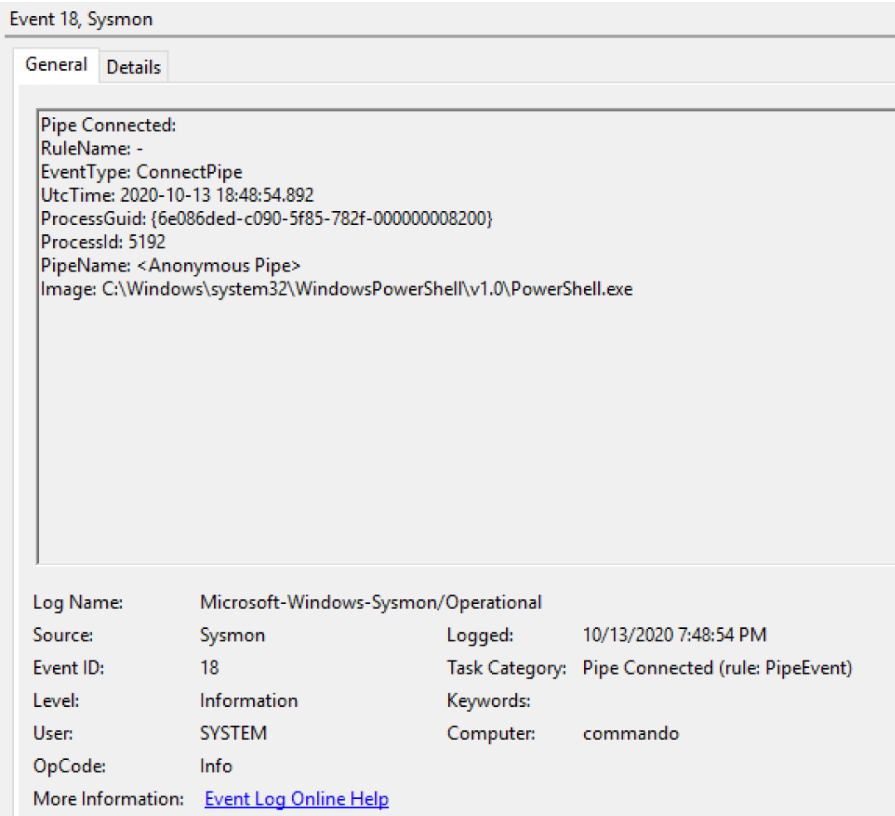 Event 18, Sysmon
General Details
Pipe Connected:
RuleName: -
EventType: ConnectPipe
UtcTime: 2020-10-13 18:48:54.892
ProcessGuid: {6e086ded-c090-5f85-782f-000000008200}
ProcessId: 5192
PipeName: <Anonymous Pipe>
Image: C:\Windows\system32\WindowsPowerShell\v1.0\PowerShell.exe
Log Name: Microsoft-Windows-Sysmon/Operational
Source: Sysmon Logged: 10/13/2020 7:48:54 PM
Event ID: 18 Task Category: Pipe Connected (rule: PipeEvent)
Level: Information Keywords:
User: SYSTEM Computer: commando
OpCode: Info
More Information: Event Log Online Help